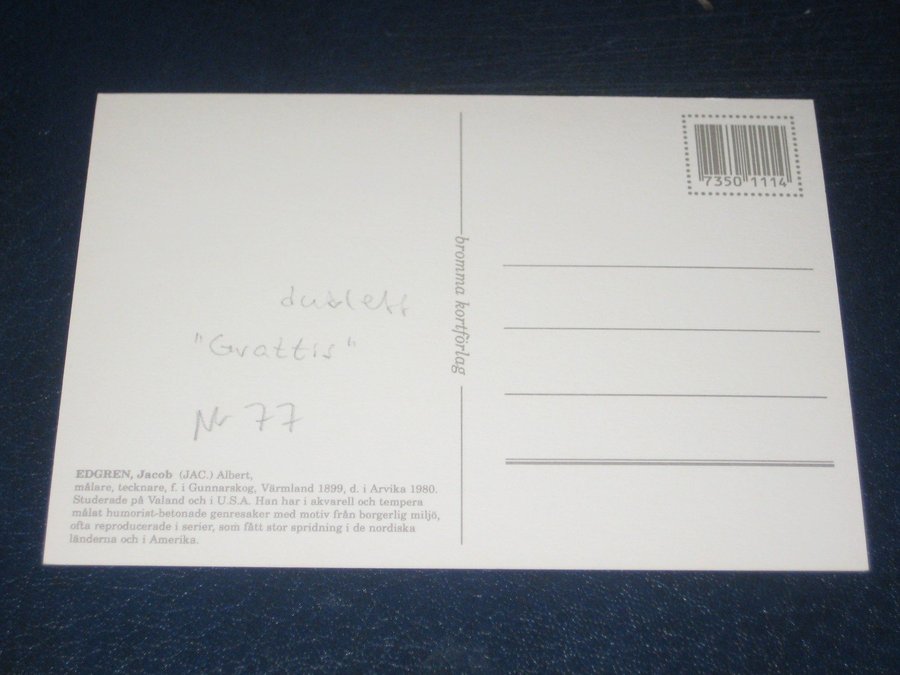 dublett
"Grattis"
Nr 77
EDGREN, Jacob (JAC.) Albert,
målare, tecknare, f. i Gunnarskog, Värmland 1899, d. i Arvika 1980.
Studerade på Valand och i U.S.A. Han har i akvarell och tempera
målat humorist-betonade genresaker med motiv från borgerlig miljö,
ofta reproducerade i serier, som fått stor spridning i de nordiska
länderna och i Amerika.
bromma kortförlag
7350 1114